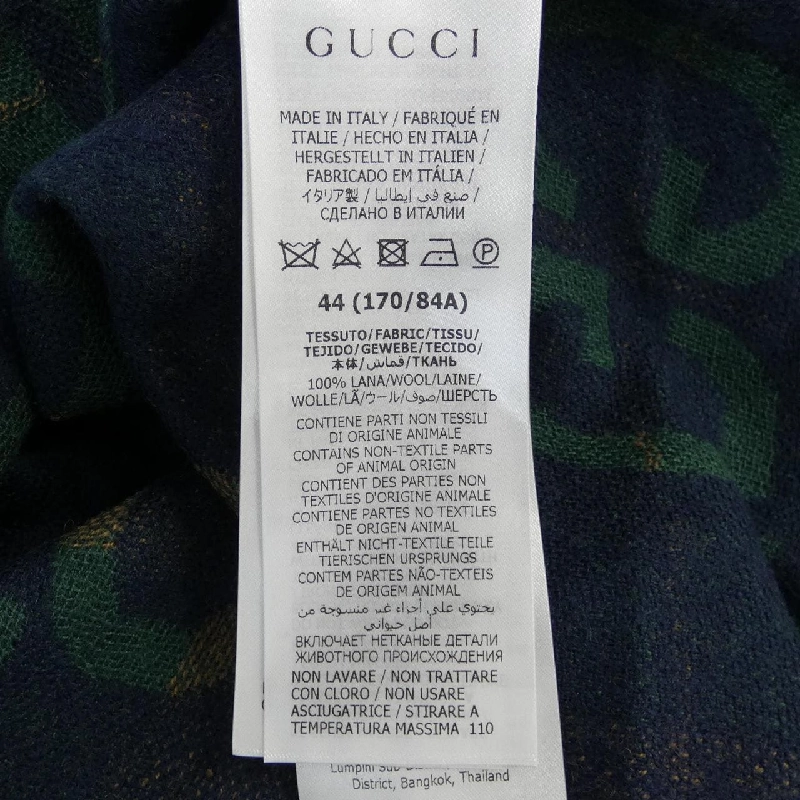 GUCCI
MADE IN ITALY / FABRIQUÉ EN
ITALIE / HECHO EN ITALIA /
HERGESTELLT IN ITALIEN /
FABRICADO EM ITÁLIA /
イタリア製 / صنع في ايطاليا /
СДЕЛАНО В ИТАЛИИ
P
44 (170/84A)
TESSUTO/FABRIC/TISSU/
TEJIDO/GEWEBE/TECIDO/
本体/قماش/ТКАНЬ
100% LANA/WOOL/LAINE/
WOLLE/LÃ/ウール/صوف/ШЕРСТЬ
CONTIENE PARTI NON TESSILI
DI ORIGINE ANIMALE
CONTAINS NON-TEXTILE PARTS
OF ANIMAL ORIGIN
CONTIENT DES PARTIES NON
TEXTILES D'ORIGINE ANIMALE
CONTIENE PARTES NO TEXTILES
DE ORIGEN ANIMAL
ENTHÄLT NICHT-TEXTILE TEILE
TIERISCHEN URSPRUNGS
CONTEM PARTES NÃO-TEXTEIS
DE ORIGEM ANIMAL
يحتوي على أجزاء غير منسوجة من
أصل حيواني
ВКЛЮЧАЕТ НЕТКАНЫЕ ДЕТАЛИ
ЖИВОТНОГО ПРОИСХОЖДЕНИЯ
NON LAVARE / NON TRATTARE
CON CLORO / NON USARE
ASCIUGATRICE / STIRARE A
TEMPERATURA MASSIMA 110
Lumpini Sub
District, Bangkok, Thailand